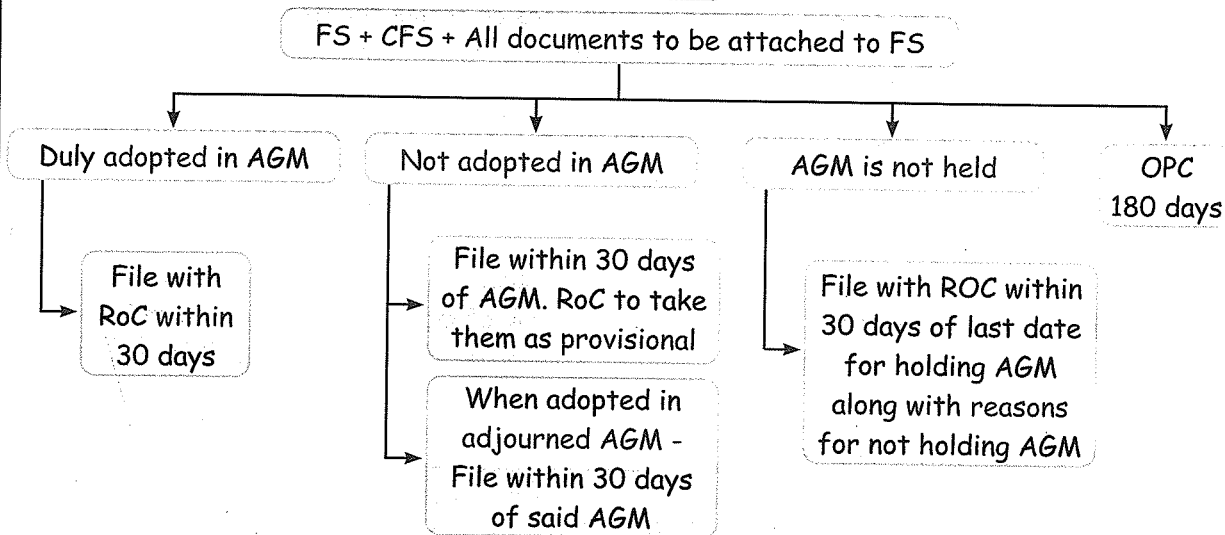 FS + CFS + All documents to be attached to FS
Duly adopted in AGM
File with
RoC within
30 days
Not adopted in AGM
File within 30 days
of AGM. RoC to take
them as provisional
When adopted in
adjourned AGM -
File within 30 days
of said AGM
AGM is not held
File with ROC within
30 days of last date
for holding AGM
along with reasons
for not holding AGM
OPC
180 days